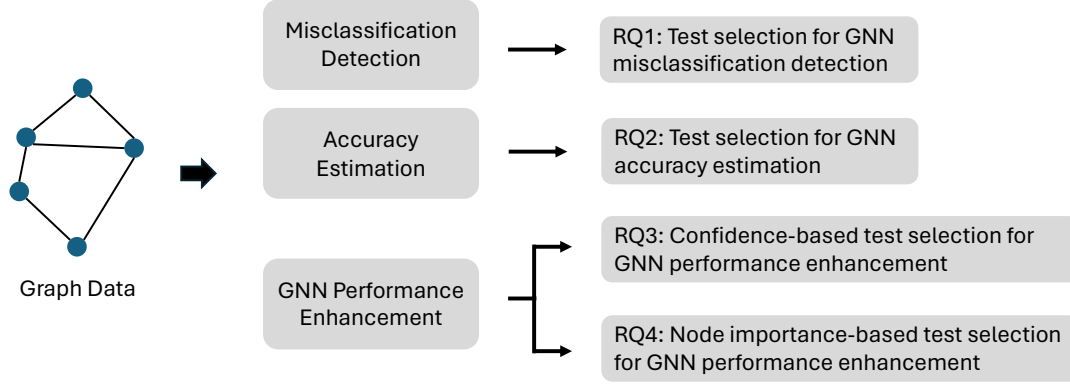 Misclassification
Detection
RQ1: Test selection for GNN
misclassification detection
Accuracy
Estimation
RQ2: Test selection for GNN
accuracy estimation
Graph Data
GNN Performance
Enhancement
RQ3: Confidence-based test selection for
GNN performance enhancement
RQ4: Node importance-based test selection
for GNN performance enhancement